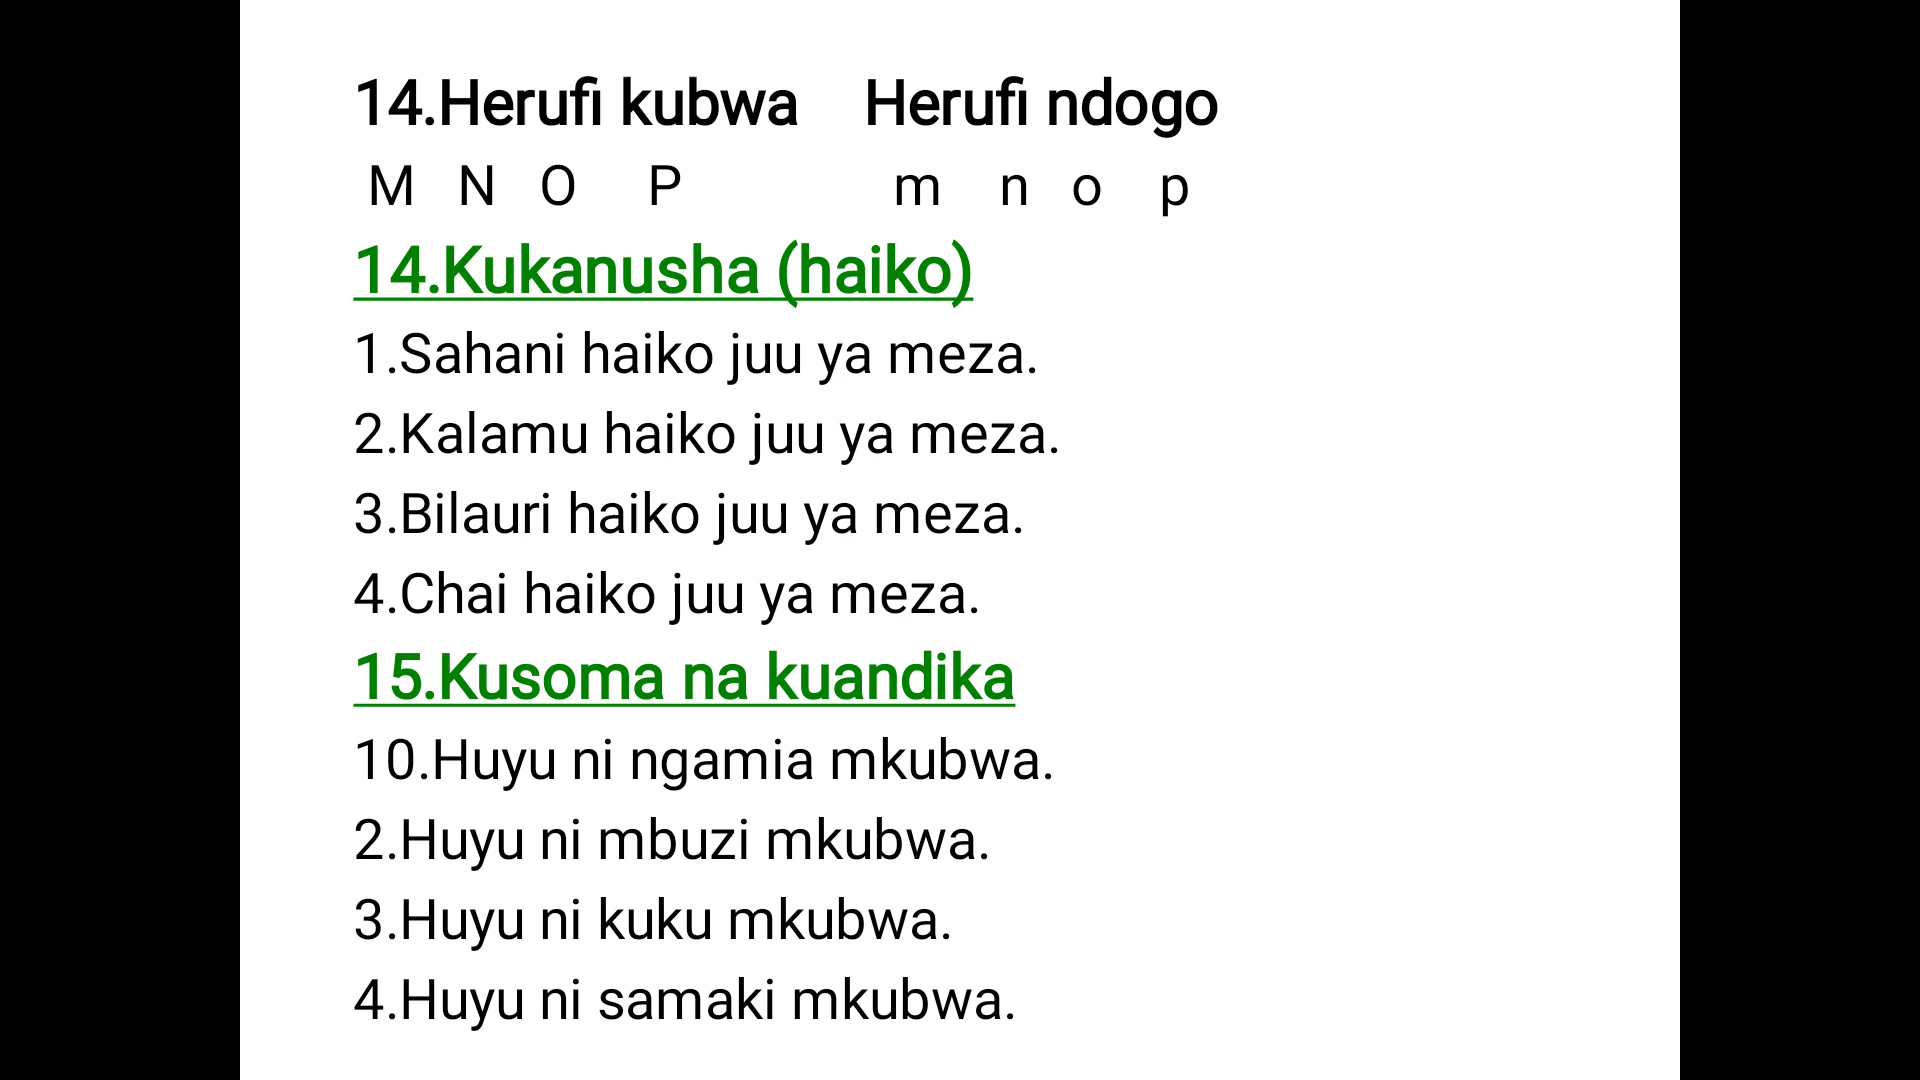 14.Herufi kubwa Herufi ndogo
M N O P m n o p
14.Kukanusha (haiko)
1.Sahani haiko juu ya meza.
2.Kalamu haiko juu ya meza.
3.Bilauri haiko juu ya meza.
4.Chai haiko juu ya meza.
15.Kusoma na kuandika
10.Huyu ni ngamia mkubwa.
2.Huyu ni mbuzi mkubwa.
3.Huyu ni kuku mkubwa.
4.Huyu ni samaki mkubwa.